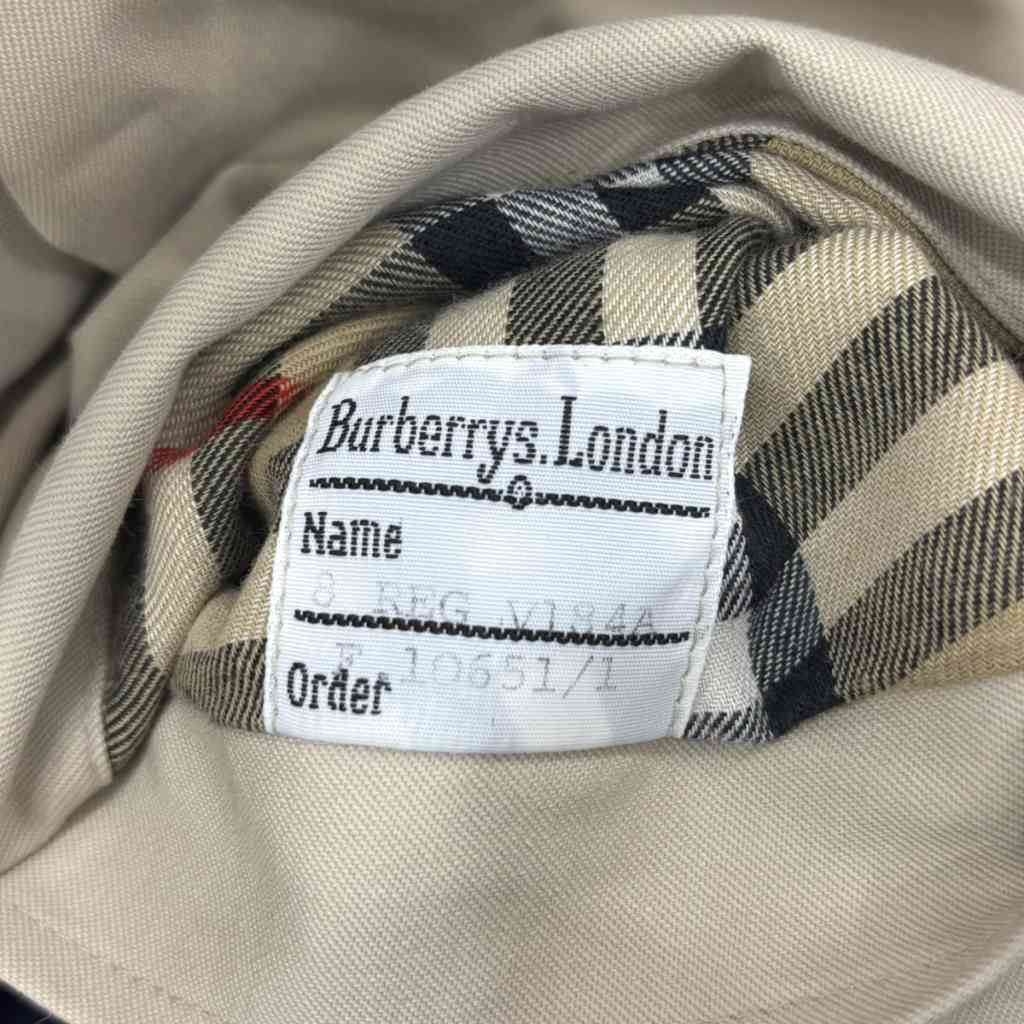 Burberrys. London
Name
8 REG V184A
F 10651/1
Order